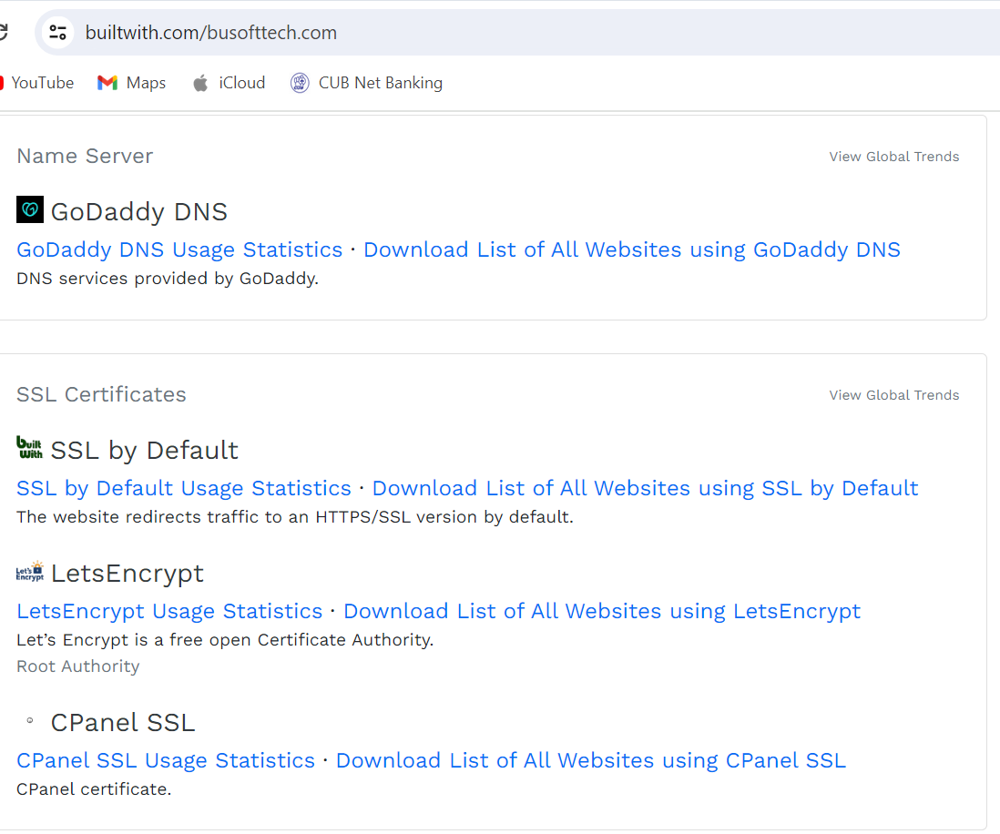 builtwith.com/busofttech.com
YouTube Maps iCloud CUB Net Banking
Name Server View Global Trends
GoDaddy DNS
GoDaddy DNS Usage Statistics · Download List of All Websites using GoDaddy DNS
DNS services provided by GoDaddy.
SSL Certificates View Global Trends
built With SSL by Default
SSL by Default Usage Statistics · Download List of All Websites using SSL by Default
The website redirects traffic to an HTTPS/SSL version by default.
Let's Encrypt LetsEncrypt
LetsEncrypt Usage Statistics · Download List of All Websites using LetsEncrypt
Let’s Encrypt is a free open Certificate Authority.
Root Authority
CPanel SSL
CPanel SSL Usage Statistics · Download List of All Websites using CPanel SSL
CPanel certificate.